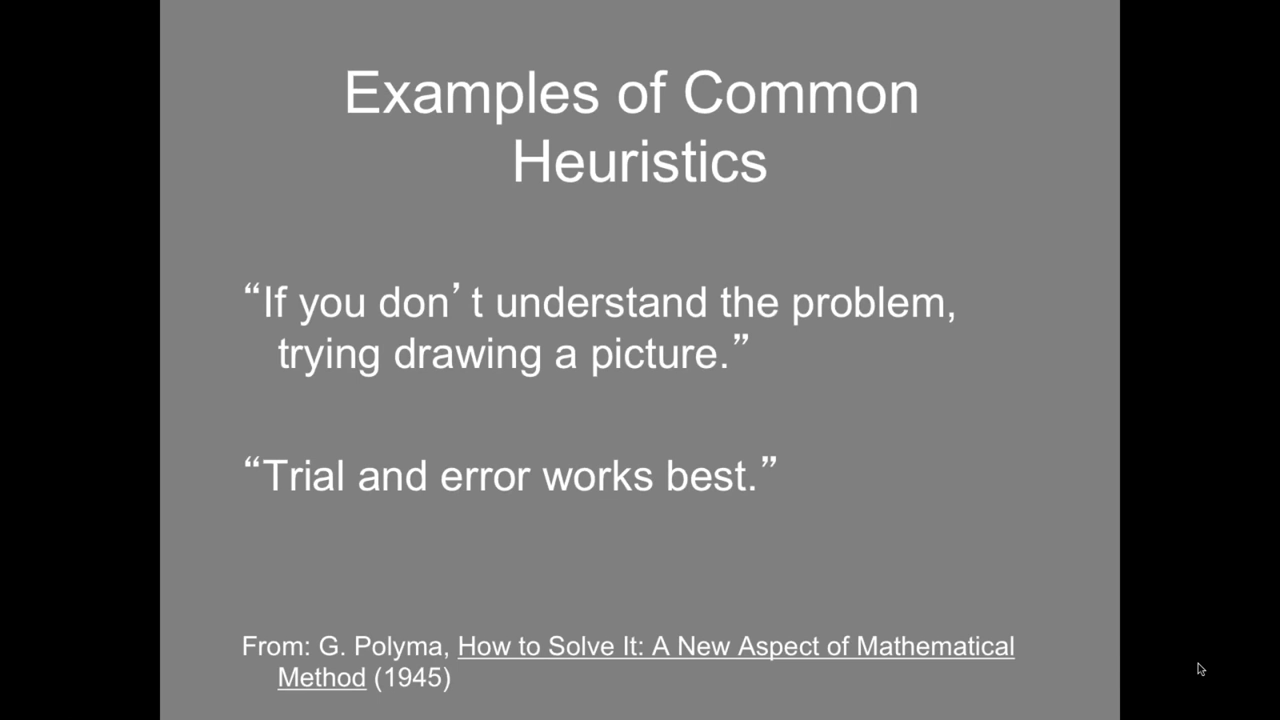 Examples of Common
Heuristics
“If you don’ t understand the problem,
trying drawing a picture.”
“Trial and error works best.”
From: G. Polyma, How to Solve It: A New Aspect of Mathematical
Method (1945)